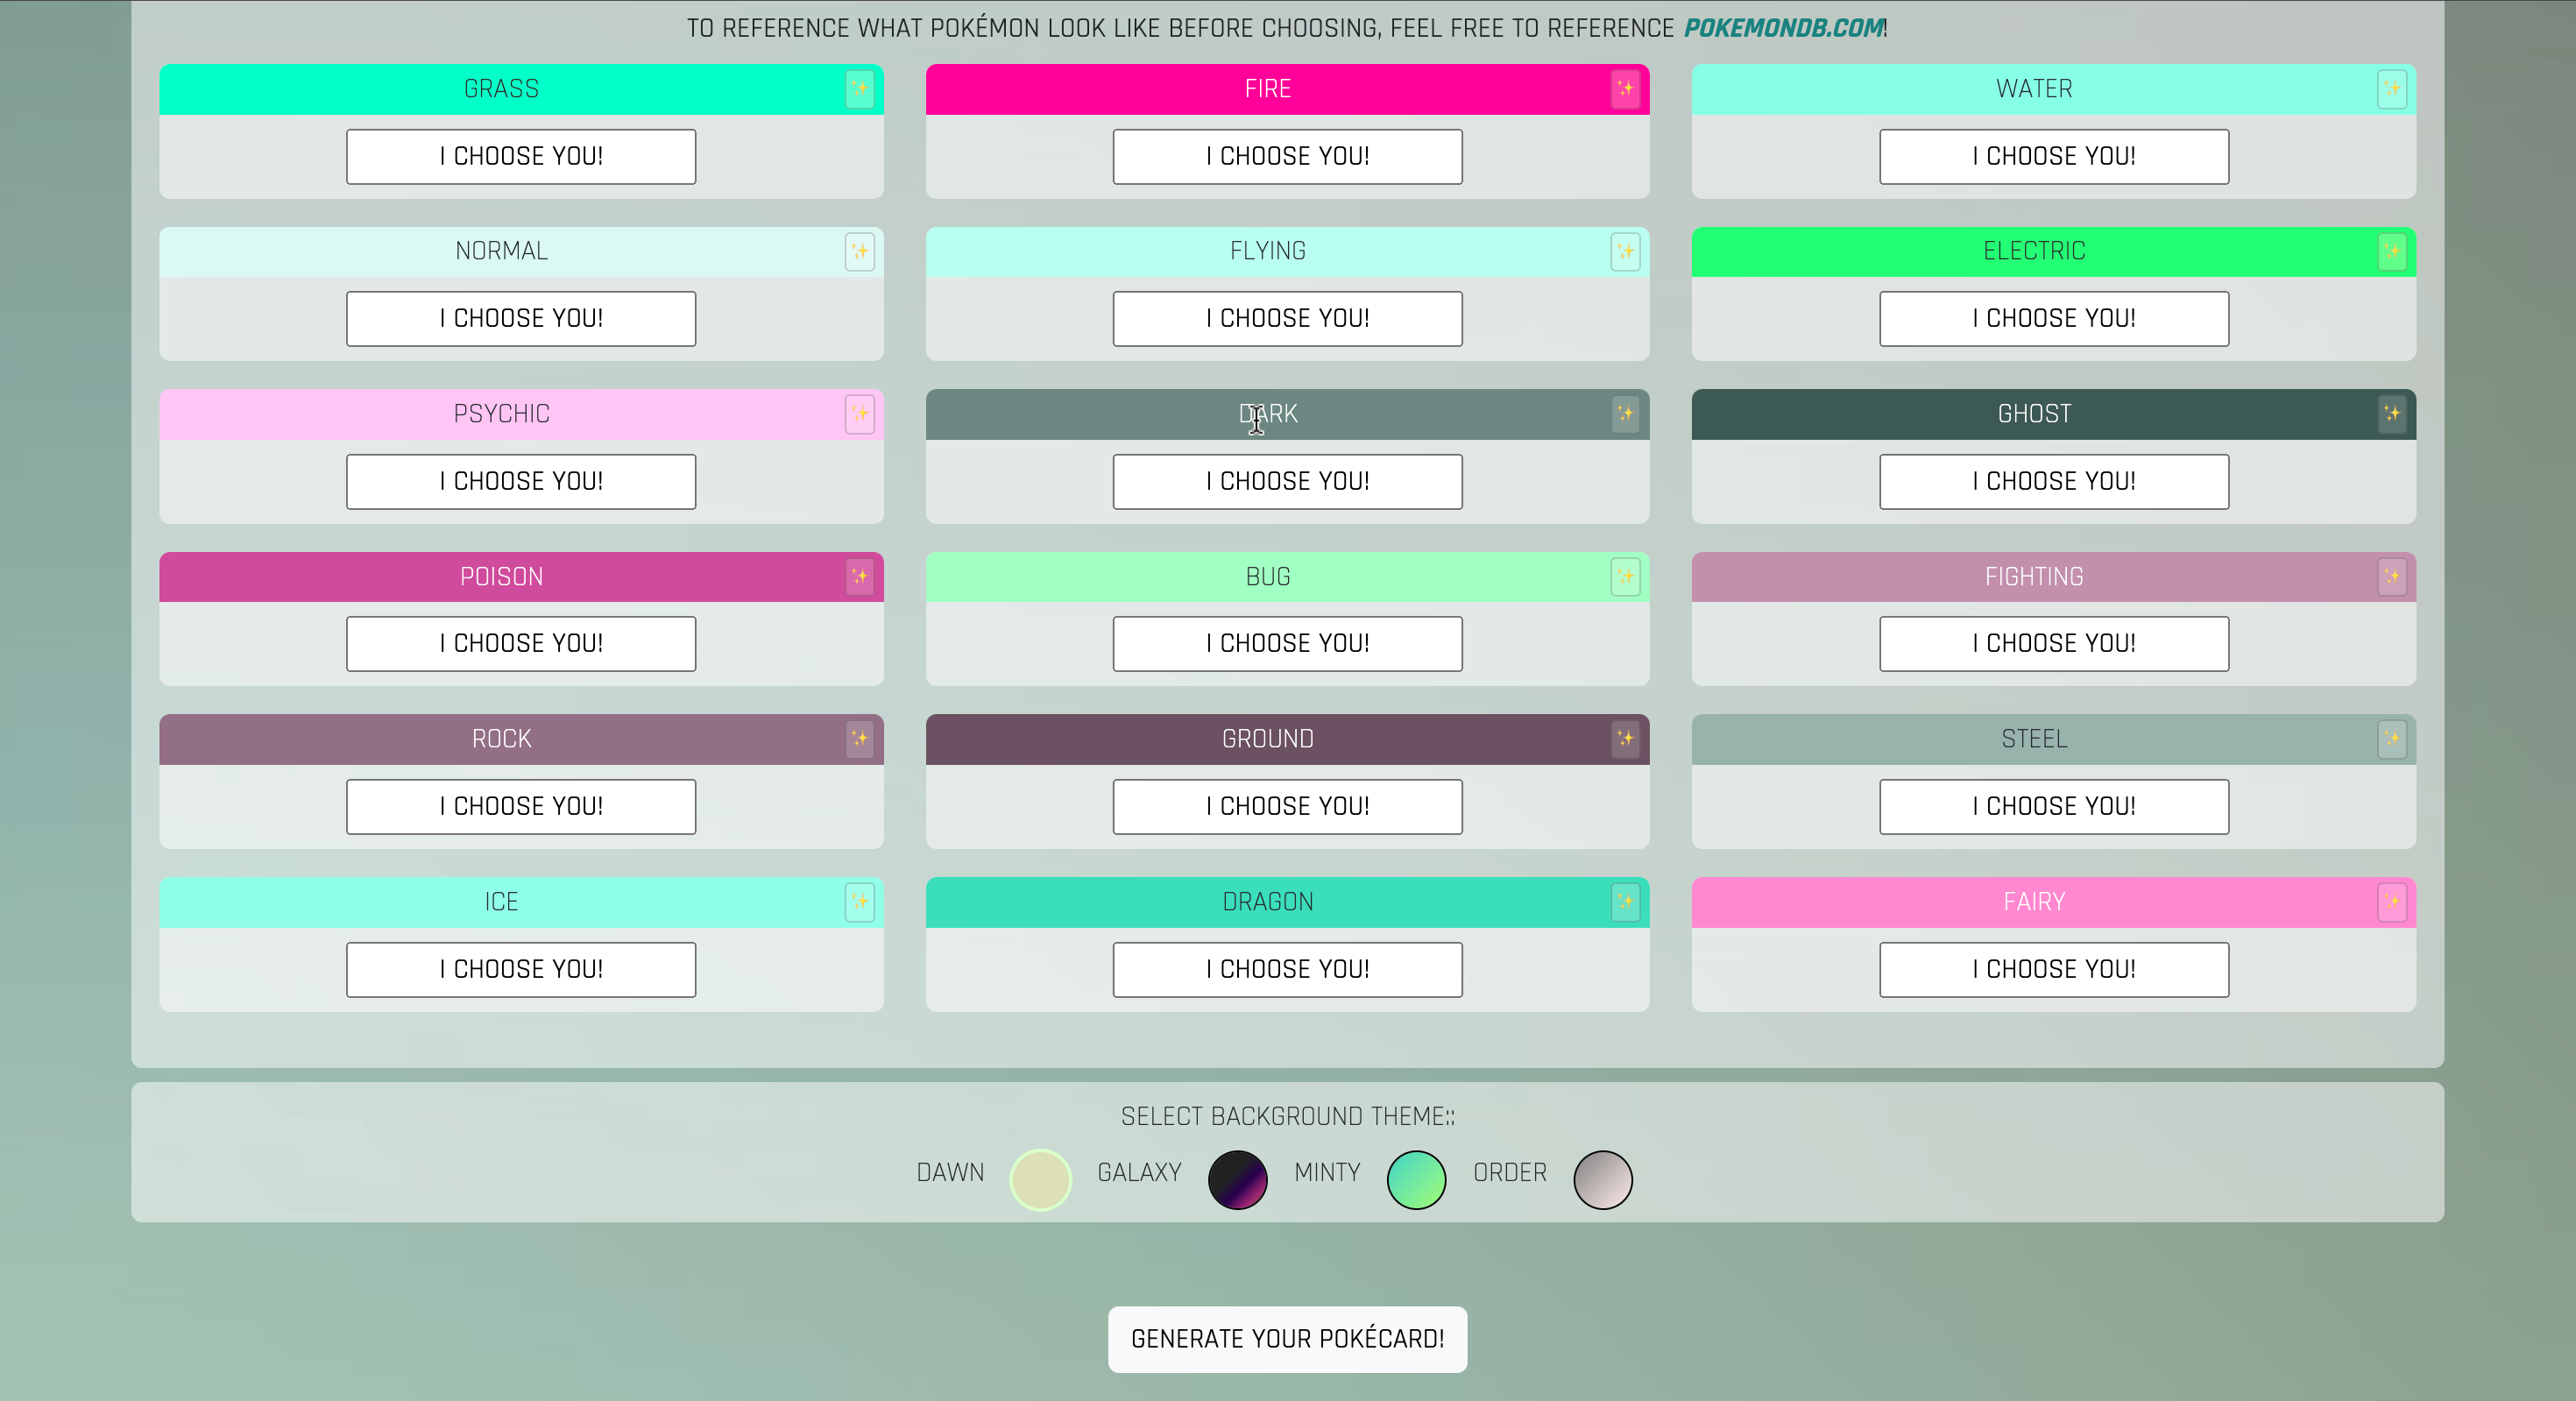 TO REFERENCE WHAT POKÉMON LOOK LIKE BEFORE CHOOSING, FEEL FREE TO REFERENCE POKEMONDB.COM!
GRASS
FIRE
WATER
I CHOOSE YOU!
I CHOOSE YOU!
I CHOOSE YOU!
NORMAL
FLYING
ELECTRIC
I CHOOSE YOU!
I CHOOSE YOU!
I CHOOSE YOU!
PSYCHIC
DARK
GHOST
I CHOOSE YOU!
I CHOOSE YOU!
I CHOOSE YOU!
POISON
BUG
FIGHTING
I CHOOSE YOU!
I CHOOSE YOU!
I CHOOSE YOU!
ROCK
GROUND
STEEL
I CHOOSE YOU!
I CHOOSE YOU!
I CHOOSE YOU!
ICE
DRAGON
FAIRY
I CHOOSE YOU!
I CHOOSE YOU!
I CHOOSE YOU!
SELECT BACKGROUND THEME::
DAWN GALAXY MINTY ORDER
GENERATE YOUR POKÉCARD!